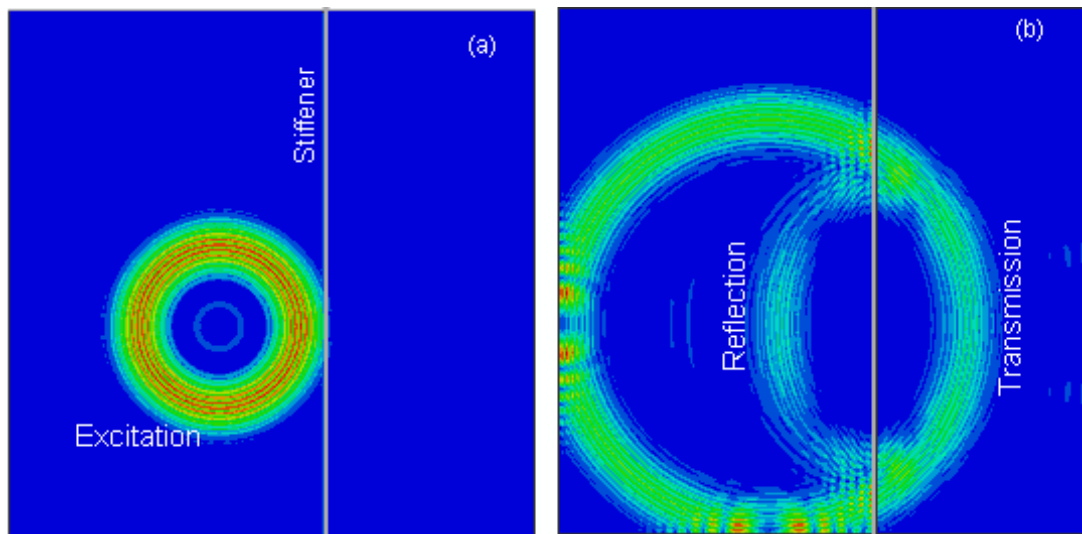 (a)
Stiffener
Excitation
(b)
Reflection
Transmission